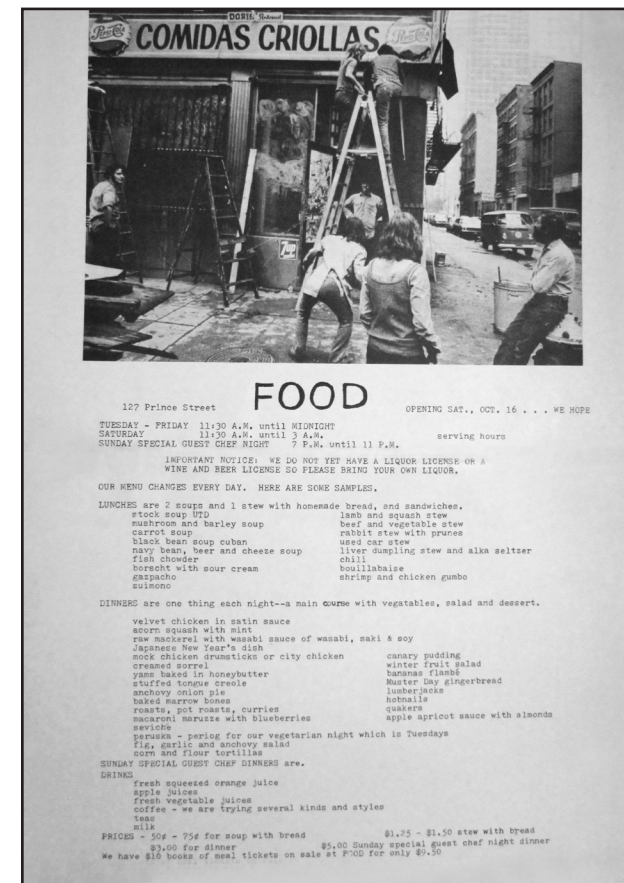 DORIS
Pepsi-Cola
COMIDAS CRIOLLAS
Pepsi-Cola
FOOD
127 Prince Street
OPENING SAT., OCT. 16 . . . WE HOPE
TUESDAY - FRIDAY 11:30 A.M. until MIDNIGHT
SATURDAY 11:30 A.M. until 3 A.M. serving hours
SUNDAY SPECIAL GUEST CHEF NIGHT 7 P.M. until 11 P.M.
IMPORTANT NOTICE: WE DO NOT YET HAVE A LIQUOR LICENSE OR A
WINE AND BEER LICENSE SO PLEASE BRING YOUR OWN LIQUOR.
OUR MENU CHANGES EVERY DAY. HERE ARE SOME SAMPLES.
LUNCHES are 2 soups and 1 stew with homemade bread, and sandwiches.
stock soup UTD
mushroom and barley soup
carrot soup
black bean soup cuban
navy bean, beer and cheeze soup
fish chowder
borscht with sour cream
gazpacho
suimono
lamb and squash stew
beef and vegetable stew
rabbit stew with prunes
used car stew
liver dumpling stew and alka seltzer
chili
bouillabaise
shrimp and chicken gumbo
DINNERS are one thing each night--a main course with vegatables, salad and dessert.
velvet chicken in satin sauce
acorn squash with mint
raw mackerel with wasabi sauce of wasabi, saki & soy
Japanese New Year's dish
mock chicken drumsticks or city chicken
creamed sorrel
yams baked in honeybutter
stuffed tongue creole
anchovy onion pie
baked marrow bones
roasts, pot roasts, curries
macaroni maruzze with blueberries
seviche
peruska - periog for our vegetarian night which is Tuesdays
fig, garlic and anchovy salad
corn and flour tortillas
canary pudding
winter fruit salad
bananas flambé
Muster Day gingerbread
lumberjacks
hobnails
quakers
apple apricot sauce with almonds
SUNDAY SPECIAL GUEST CHEF DINNERS are.
DRINKS
fresh squeezed orange juice
apple juices
fresh vegetable juices
coffee - we are trying several kinds and styles
teas
milk
PRICES - 50¢ - 75¢ for soup with bread $1.25 - $1.50 stew with bread
$3.00 for dinner $5.00 Sunday special guest chef night dinner
We have $10 books of meal tickets on sale at FOOD for only $9.50